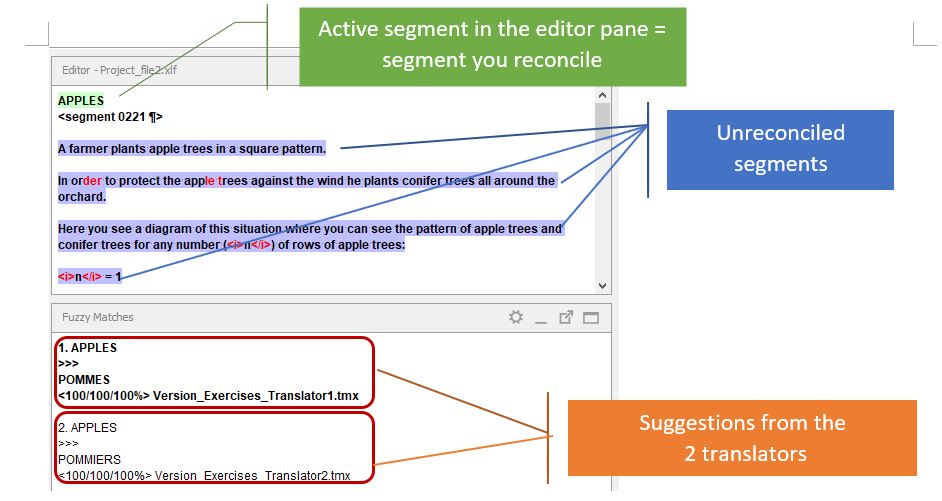 Active segment in the editor pane =
segment you reconcile
Editor - Project_file2.xlf
APPLES
<segment 0221 ¶>
A farmer plants apple trees in a square pattern.
In order to protect the apple trees against the wind he plants conifer trees all around the
orchard.
Here you see a diagram of this situation where you can see the pattern of apple trees and
conifer trees for any number (<i>n</i>) of rows of apple trees:
<i>n</i> = 1
Unreconciled
segments
Fuzzy Matches
1. APPLES
>>>
POMMES
<100/100/100%> Version_Exercises_Translator1.tmx
2. APPLES
>>>
POMMIERS
<100/100/100%> Version_Exercises_Translator2.tmx
Suggestions from the
2 translators